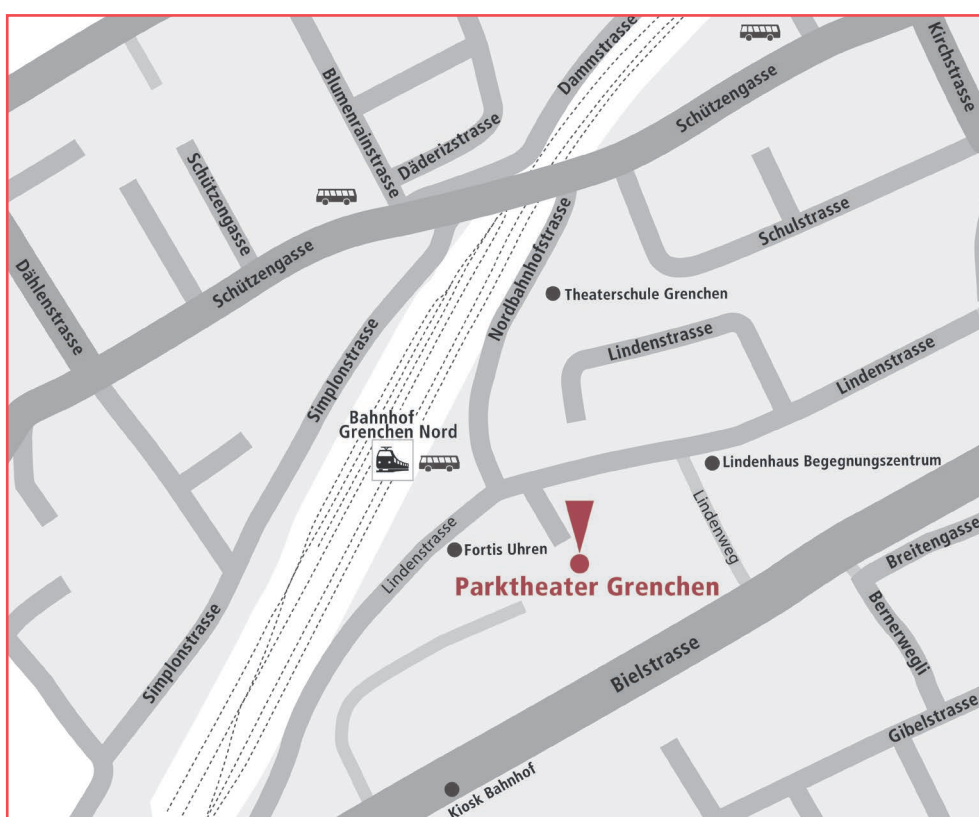 Dammstrasse
Kirchstrasse
Blumenrainstrasse
Schützengasse
Däderizstrasse
Schützengasse
Schulstrasse
Dählenstrasse
Schützengasse
Nordbahnhofstrasse
Theaterschule Grenchen
Lindenstrasse
Lindenstrasse
Simplonstrasse
Bahnhof
Grenchen Nord
Lindenhaus Begegnungszentrum
Lindenweg
Lindenstrasse
Fortis Uhren
Breitengasse
Parktheater Grenchen
Bernerwegli
Simplonstrasse
Bielstrasse
Gibelstrasse
Kiosk Bahnhof